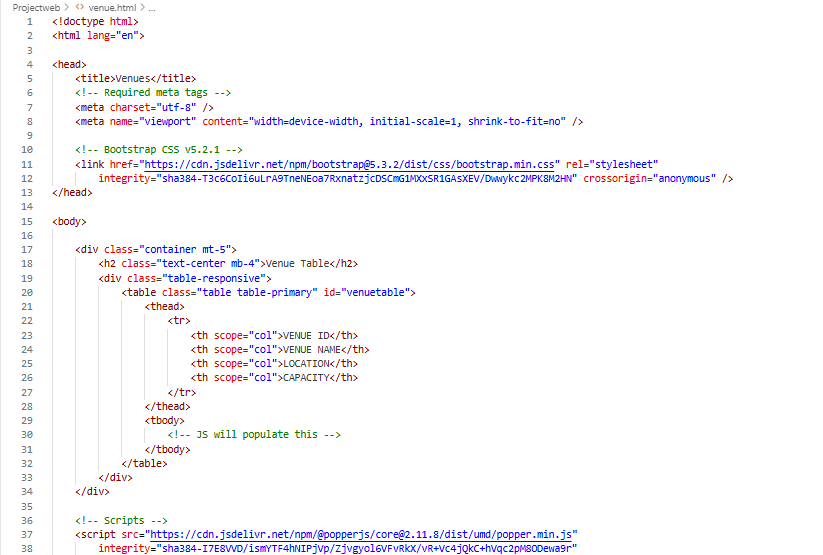 Projectweb > <> venue.html > ...
1 <!doctype html>
2 <html lang="en">
3
4 <head>
5 <title>Venues</title>
6 <!-- Required meta tags -->
7 <meta charset="utf-8" />
8 <meta name="viewport" content="width=device-width, initial-scale=1, shrink-to-fit=no" />
9
10 <!-- Bootstrap CSS v5.2.1 -->
11 <link href="https://cdn.jsdelivr.net/npm/bootstrap@5.3.2/dist/css/bootstrap.min.css" rel="stylesheet"
12 integrity="sha384-T3c6CoIi6uLrA9TneNEoa7RxnatzjcDSCmG1MXxSR1GAsXEV/Dwwykc2MPK8M2HN" crossorigin="anonymous" />
13 </head>
14
15 <body>
16
17 <div class="container mt-5">
18 <h2 class="text-center mb-4">Venue Table</h2>
19 <div class="table-responsive">
20 <table class="table table-primary" id="venuetable">
21 <thead>
22 <tr>
23 <th scope="col">VENUE ID</th>
24 <th scope="col">VENUE NAME</th>
25 <th scope="col">LOCATION</th>
26 <th scope="col">CAPACITY</th>
27 </tr>
28 </thead>
29 <tbody>
30 <!-- JS will populate this -->
31 </tbody>
32 </table>
33 </div>
34 </div>
35
36 <!-- Scripts -->
37 <script src="https://cdn.jsdelivr.net/npm/@popperjs/core@2.11.8/dist/umd/popper.min.js"
38 integrity="sha384-I7E8VVD/ismYTF4hNIPjVp/Zjvgyol6VFvRkX/vR+Vc4jQkC+hVqc2pM8ODewa9r"